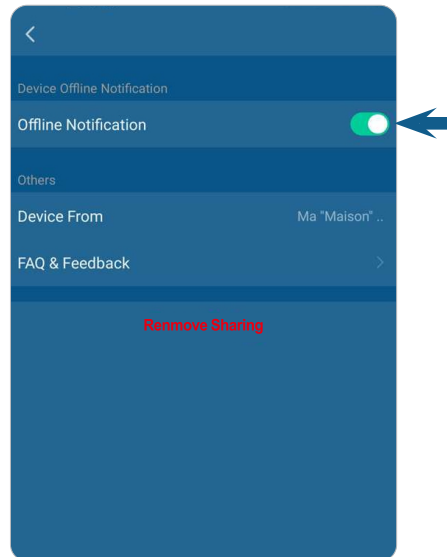 Device Offline Notification
Offline Notification
Others
Device From Ma "Maison" ..
FAQ & Feedback
Renmove Sharing